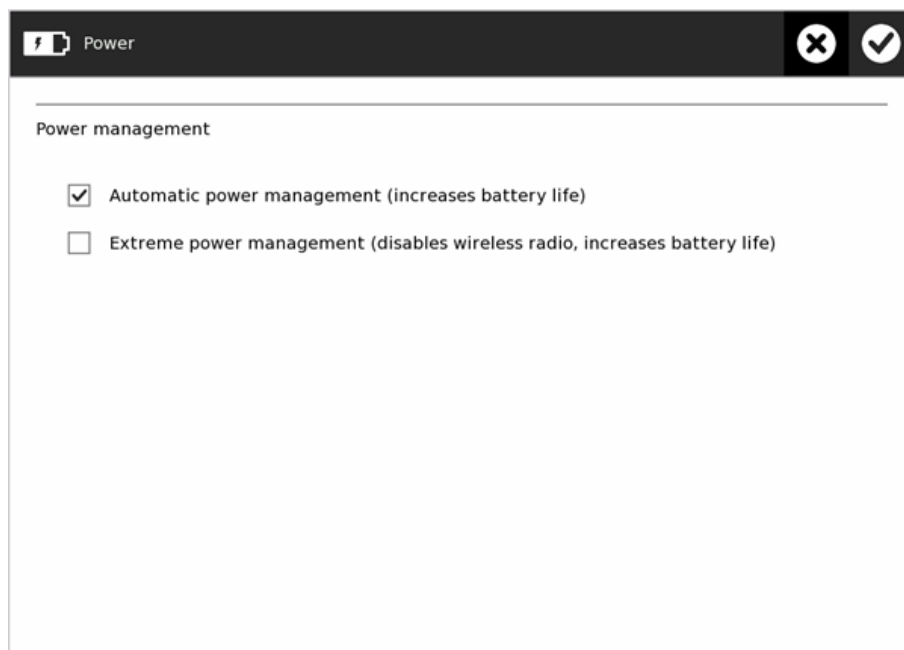 Power
Power management
Automatic power management (increases battery life)
Extreme power management (disables wireless radio, increases battery life)